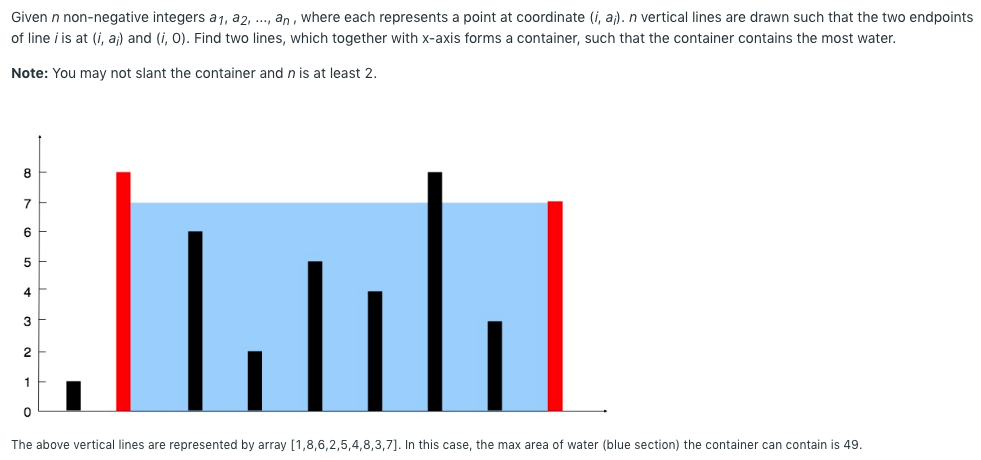 Given n non-negative integers a1, a2, ..., an , where each represents a point at coordinate (i, ai). n vertical lines are drawn such that the two endpoints
of line i is at (i, ai) and (i, 0). Find two lines, which together with x-axis forms a container, such that the container contains the most water.
Note: You may not slant the container and n is at least 2.
8
7
6
5
4
3
2
1
0
The above vertical lines are represented by array [1,8,6,2,5,4,8,3,7]. In this case, the max area of water (blue section) the container can contain is 49.